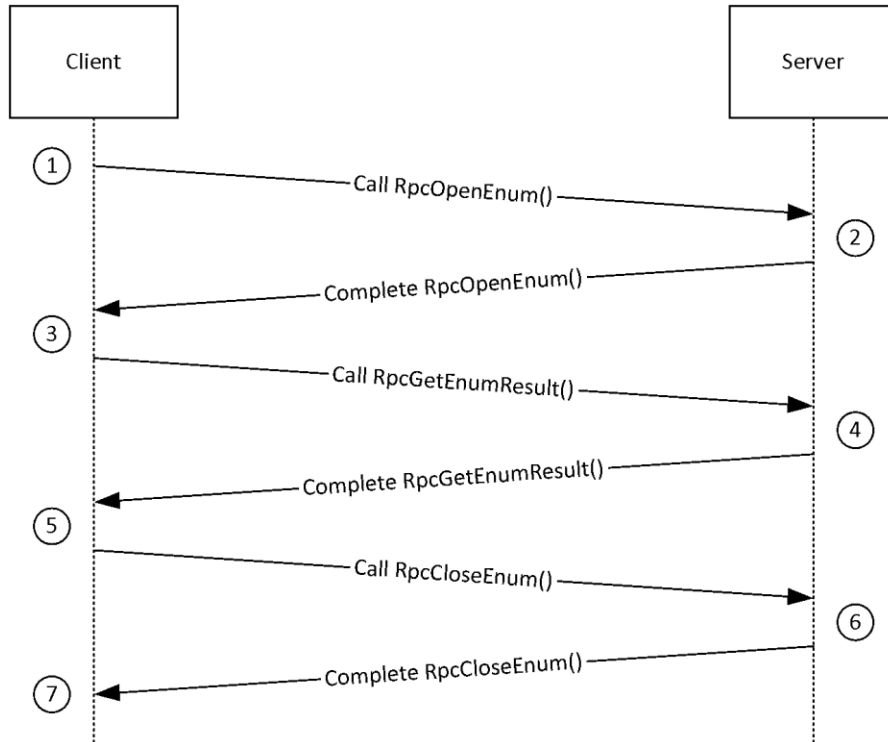 Client
Server
1
Call RpcOpenEnum()
2
Complete RpcOpenEnum()
3
Call RpcGetEnumResult()
4
Complete RpcGetEnumResult()
5
Call RpcCloseEnum()
6
Complete RpcCloseEnum()
7